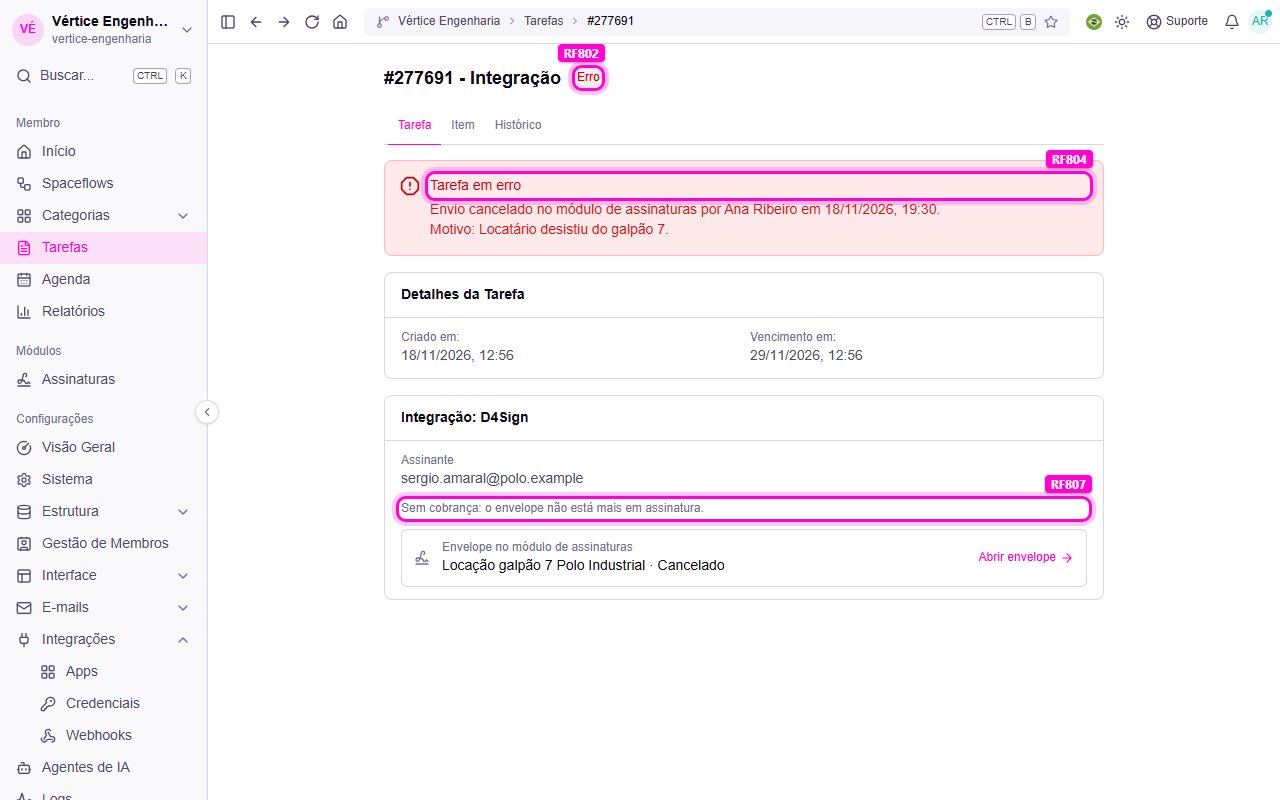 VÉ
Vértice Engenh...
vertice-engenharia
Buscar...
CTRL
K
Membro
Início
Spaceflows
Categorias
Tarefas
Agenda
Relatórios
Módulos
Assinaturas
Configurações
Visão Geral
Sistema
Estrutura
Gestão de Membros
Interface
E-mails
Integrações
Apps
Credenciais
Webhooks
Agentes de IA
Logs
Vértice Engenharia
Tarefas
#277691
CTRL
B
Suporte
AR
RF802
#277691 - Integração
Erro
Tarefa
Item
Histórico
RF804
Tarefa em erro
Envio cancelado no módulo de assinaturas por Ana Ribeiro em 18/11/2026, 19:30.
Motivo: Locatário desistiu do galpão 7.
Detalhes da Tarefa
Criado em:
18/11/2026, 12:56
Vencimento em:
29/11/2026, 12:56
Integração: D4Sign
Assinante
sergio.amaral@polo.example
RF807
Sem cobrança: o envelope não está mais em assinatura.
Envelope no módulo de assinaturas
Locação galpão 7 Polo Industrial · Cancelado
Abrir envelope